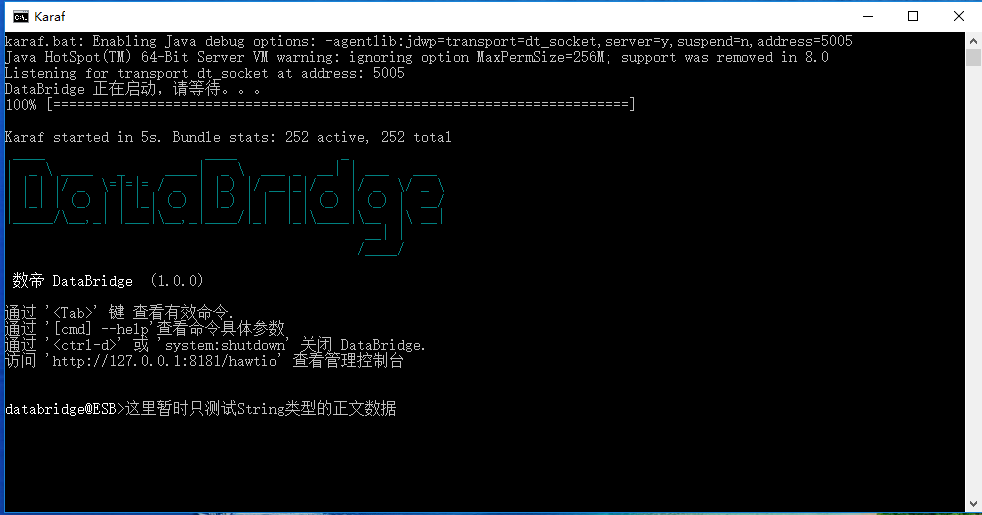 Karaf
karaf.bat: Enabling Java debug options: -agentlib:jdwp=transport=dt_socket,server=y,suspend=n,address=5005
Java HotSpot(TM) 64-Bit Server VM warning: ignoring option MaxPermSize=256M; support was removed in 8.0
Listening for transport dt_socket at address: 5005
DataBridge 正在启动，请等待。。。
100% [========================================================================]
Karaf started in 5s. Bundle stats: 252 active, 252 total
DataBridge
数帝 DataBridge （1.0.0）
通过 '<Tab>' 键 查看有效命令.
通过 '[cmd] --help'查看命令具体参数
通过 '<ctrl-d>' 或 'system:shutdown' 关闭 DataBridge.
访问 'http://127.0.0.1:8181/hawtio' 查看管理控制台
databridge@ESB>这里暂时只测试String类型的正文数据